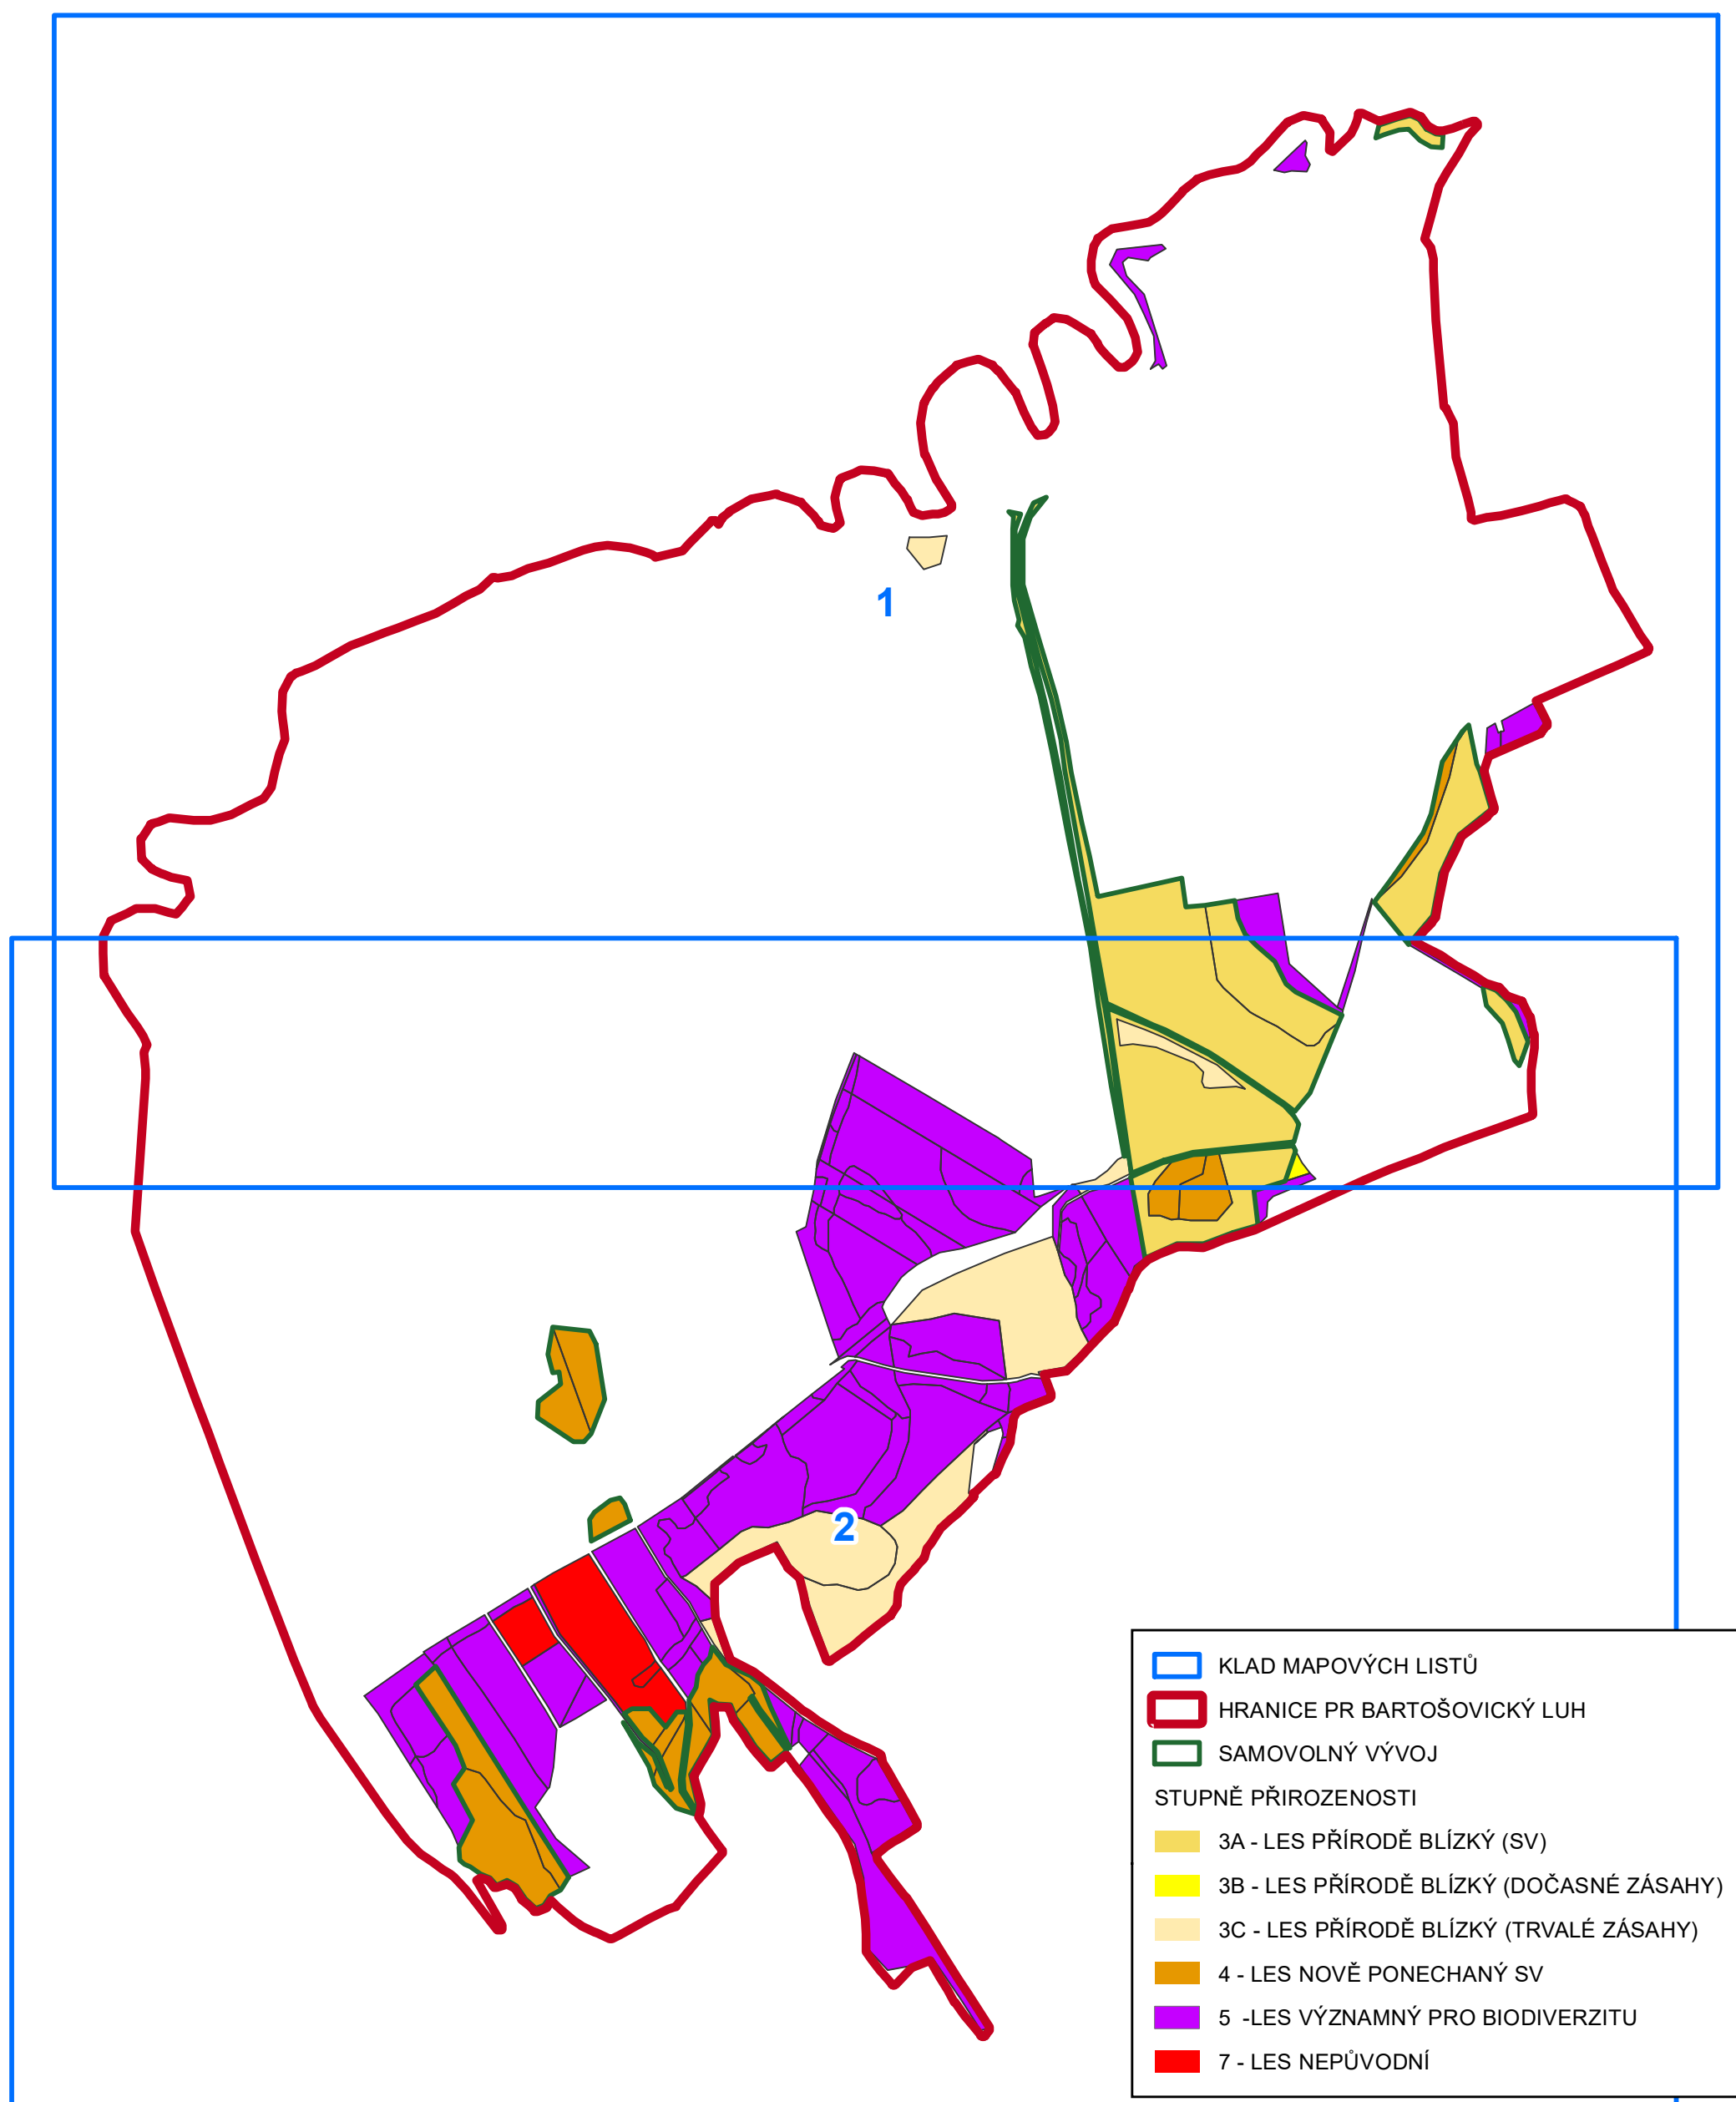 1
2
KLAD MAPOVÝCH LISTŮ
HRANICE PR BARTOŠOVICKÝ LUH
SAMOVOLNÝ VÝVOJ
STUPNĚ PŘIROZENOSTI
3A - LES PŘÍRODĚ BLÍZKÝ (SV)
3B - LES PŘÍRODĚ BLÍZKÝ (DOČASNÉ ZÁSAHY)
3C - LES PŘÍRODĚ BLÍZKÝ (TRVALÉ ZÁSAHY)
4 - LES NOVĚ PONECHANÝ SV
5  -LES VÝZNAMNÝ PRO BIODIVERZITU
7 - LES NEPŮVODNÍ